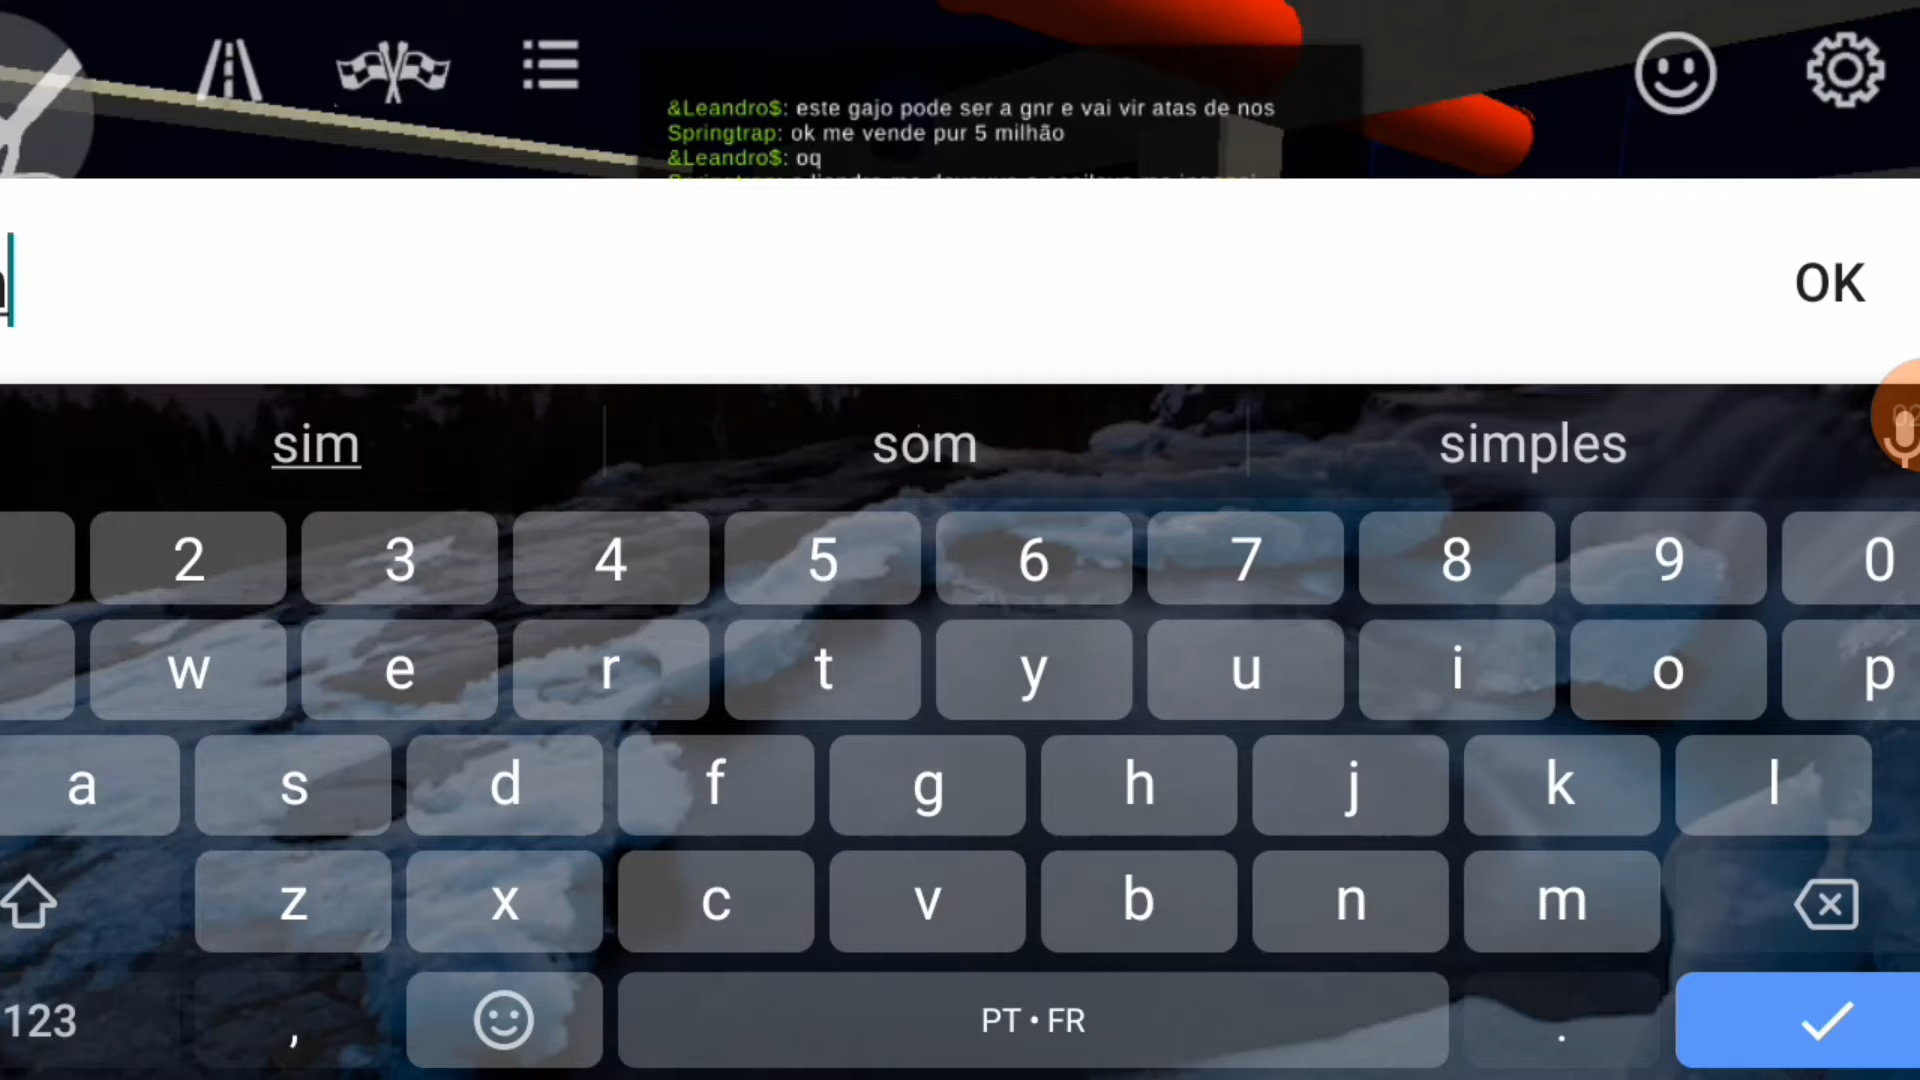 &Leandro$: este gajo pode ser a gnr e vai vir atas de nos
Springtrap: ok me vende pur 5 milhão
&Leandro$: oq
OK
sim som simples
2 3 4 5 6 7 8 9 0
w e r t y u i o p
a s d f g h j k l
z x c v b n m
123 , PT • FR .